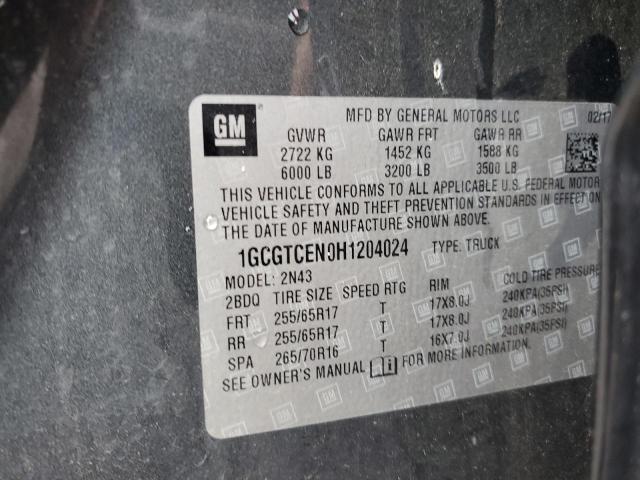 GM
MFD BY GENERAL MOTORS LLC 02/17
GVWR GAWR FRT GAWR RR
2722 KG 1452 KG 1588 KG
6000 LB 3200 LB 3500 LB
THIS VEHICLE CONFORMS TO ALL APPLICABLE U.S. FEDERAL MOTOR
VEHICLE SAFETY AND THEFT PREVENTION STANDARDS IN EFFECT ON
THE DATE OF MANUFACTURE SHOWN ABOVE.
1GCGTCEN0H1204024 TYPE: TRUCK
MODEL: 2N43
2BDQ TIRE SIZE SPEED RTG RIM COLD TIRE PRESSURE
FRT 255/65R17 T 17X8.0J 240KPA(35PSI)
RR 255/65R17 T 17X8.0J 240KPA(35PSI)
SPA 265/70R16 T 16X7.0J 240KPA(35PSI)
SEE OWNER'S MANUAL FOR MORE INFORMATION.